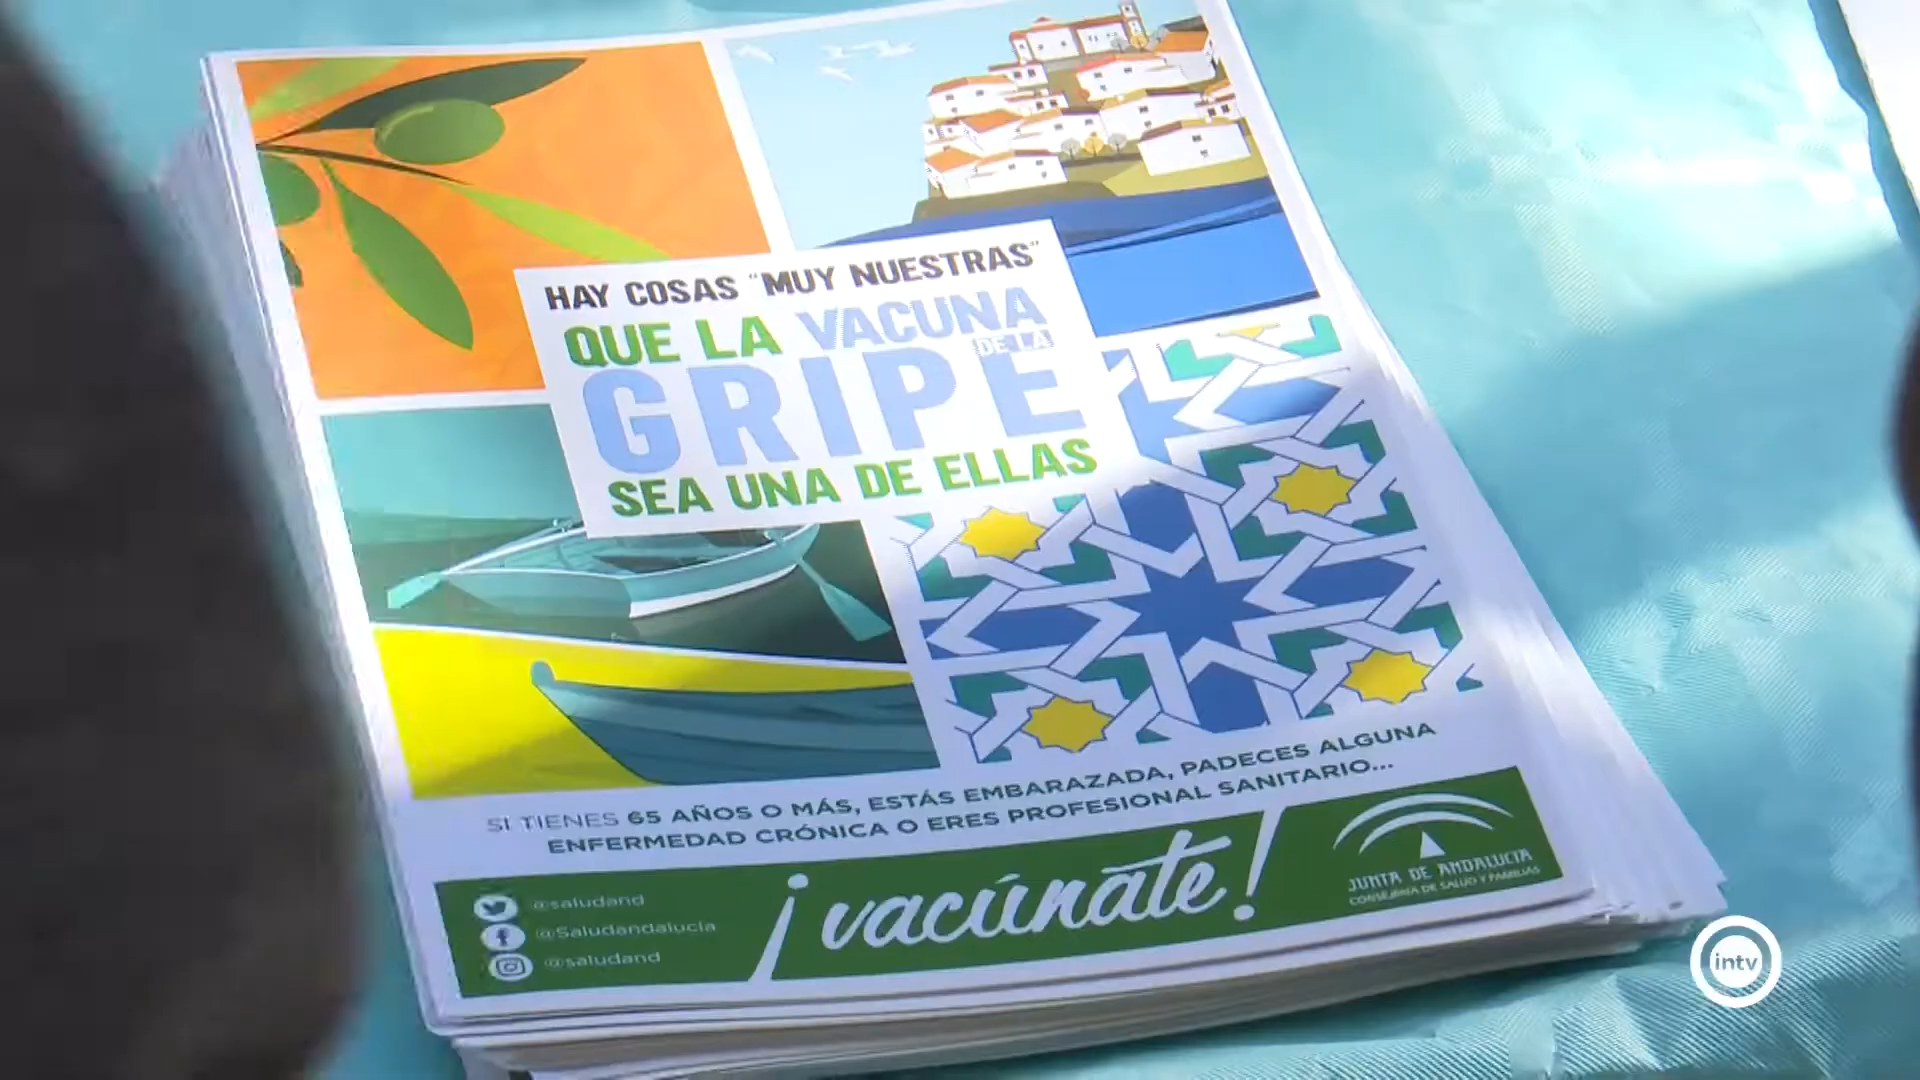 HAY COSAS "MUY NUESTRAS"
QUE LA VACUNA
DE LA
GRIPE
SEA UNA DE ELLAS
SI TIENES 65 AÑOS O MÁS, ESTÁS EMBARAZADA, PADECES ALGUNA
ENFERMEDAD CRÓNICA O ERES PROFESIONAL SANITARIO...
@saludand
@Saludandalucia
@saludand
¡vacúnate!
JUNTA DE ANDALUCIA
CONSEJERIA DE SALUD Y FAMILIAS
intv